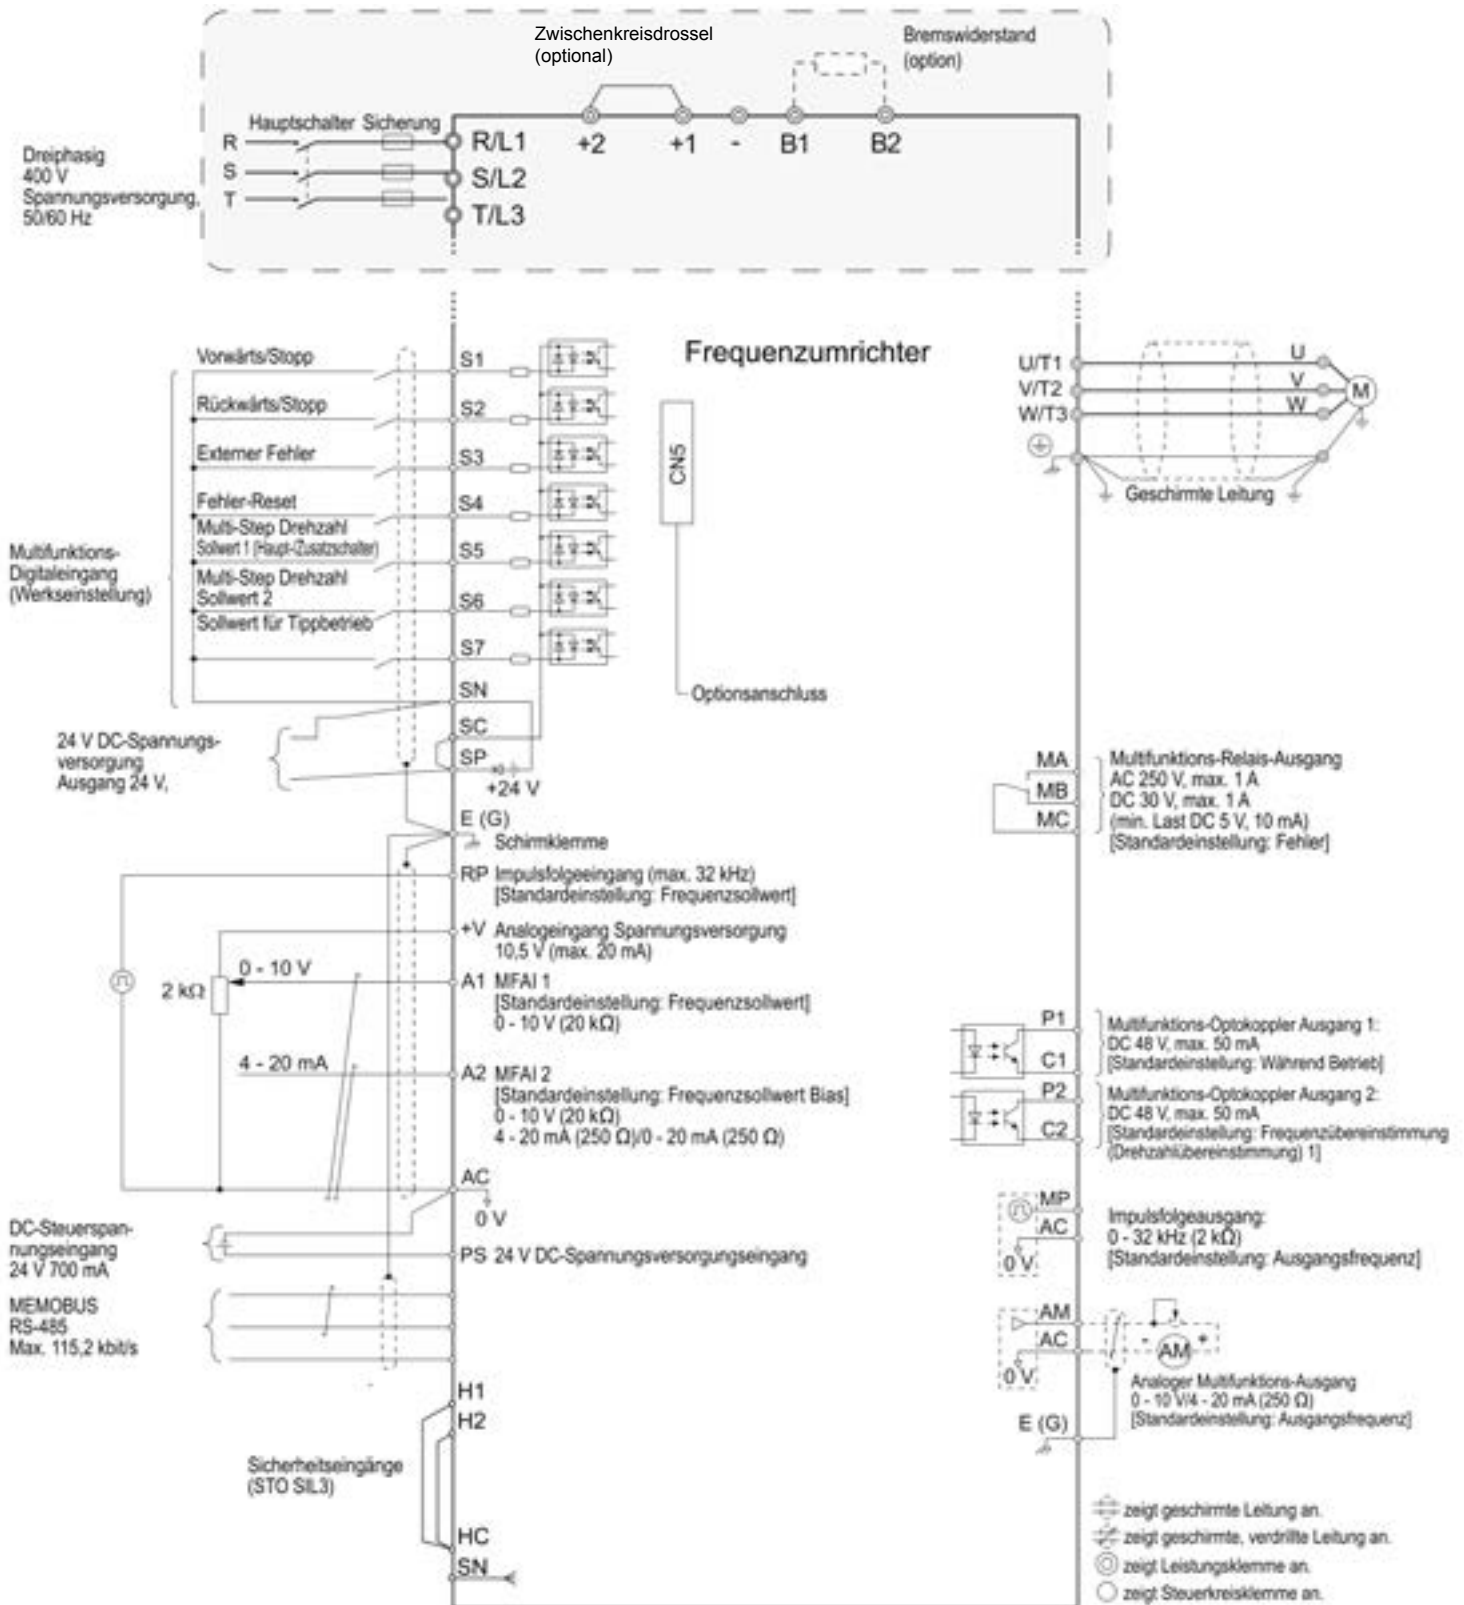 Zwischenkreisdrossel
(optional)
Bremswiderstand
(option)
Hauptschalter Sicherung
R
S
T
Dreiphasig
400 V
Spannungsversorgung,
50/60 Hz
R/L1
S/L2
T/L3
+2
+1
-
B1
B2
Frequenzumrichter
Vorwärts/Stopp
S1
Rückwärts/Stopp
S2
Externer Fehler
S3
Fehler-Reset
S4
Multi-Step Drehzahl
Sollwert 1 (Haupt-/Zusatzschalter)
S5
Multi-Step Drehzahl
Sollwert 2
S6
Sollwert für Tippbetrieb
S7
Multifunktions-
Digitaleingang
(Werkseinstellung)
SN
SC
SP
+24 V
24 V DC-Spannungs-
versorgung
Ausgang 24 V,
CN5
Optionsanschluss
U/T1
V/T2
W/T3
U
V
W
M
Geschirmte Leitung
E (G)
Schirmklemme
RP Impulsfolgeeingang (max. 32 kHz)
[Standardeinstellung: Frequenzsollwert]
+V Analogeingang Spannungsversorgung
10,5 V (max. 20 mA)
2 kΩ
0 - 10 V
A1 MFAI 1
[Standardeinstellung: Frequenzsollwert]
0 - 10 V (20 kΩ)
4 - 20 mA
A2 MFAI 2
[Standardeinstellung: Frequenzsollwert Bias]
0 - 10 V (20 kΩ)
4 - 20 mA (250 Ω)/0 - 20 mA (250 Ω)
AC
0 V
DC-Steuerspan-
nungseingang
24 V 700 mA
PS 24 V DC-Spannungsversorgungseingang
MEMOBUS
RS-485
Max. 115,2 kbit/s
H1
H2
Sicherheitseingänge
(STO SIL3)
HC
SN
MA
MB
MC
Multifunktions-Relais-Ausgang
AC 250 V, max. 1 A
DC 30 V, max. 1 A
(min. Last DC 5 V, 10 mA)
[Standardeinstellung: Fehler]
P1
C1
Multifunktions-Optokoppler Ausgang 1:
DC 48 V, max. 50 mA
[Standardeinstellung: Während Betrieb]
P2
C2
Multifunktions-Optokoppler Ausgang 2:
DC 48 V, max. 50 mA
[Standardeinstellung: Frequenzübereinstimmung
(Drehzahlübereinstimmung) 1]
MP
AC
0 V
Impulsfolgeausgang:
0 - 32 kHz (2 kΩ)
[Standardeinstellung: Ausgangsfrequenz]
AM
AC
0 V
- AM +
Analoger Multifunktions-Ausgang
0 - 10 V/4 - 20 mA (250 Ω)
[Standardeinstellung: Ausgangsfrequenz]
E (G)
zeigt geschirmte Leitung an.
zeigt geschirmte, verdrillte Leitung an.
zeigt Leistungsklemme an.
zeigt Steuerkreisklemme an.